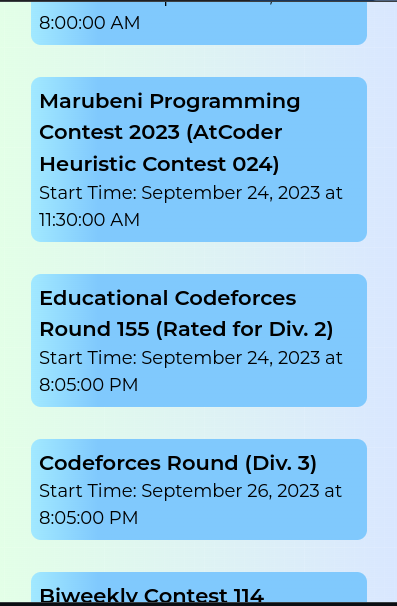 8:00:00 AM
Marubeni Programming
Contest 2023 (AtCoder
Heuristic Contest 024)
Start Time: September 24, 2023 at
11:30:00 AM
Educational Codeforces
Round 155 (Rated for Div. 2)
Start Time: September 24, 2023 at
8:05:00 PM
Codeforces Round (Div. 3)
Start Time: September 26, 2023 at
8:05:00 PM
Biweekly Contest 114